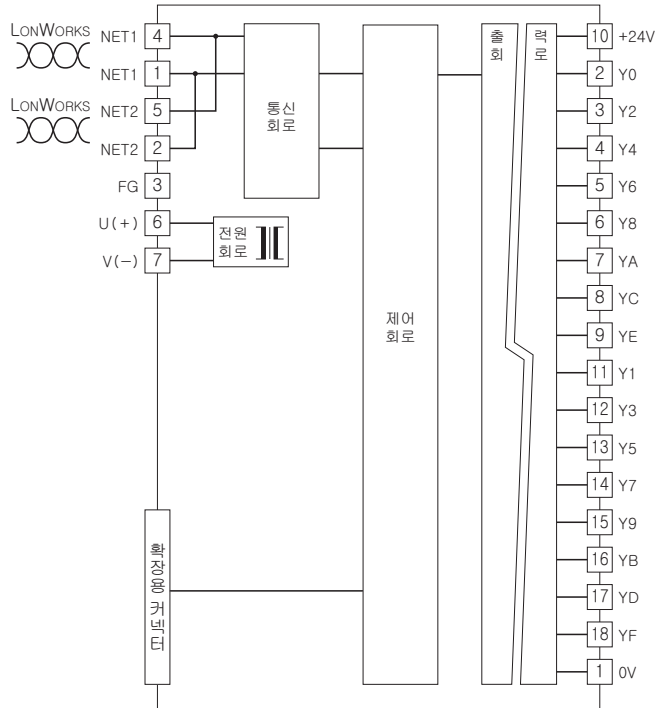 LONWORKS
NET1 4
NET1 1
LONWORKS
NET2 5
NET2 2
FG 3
U(+) 6
V(−) 7
통신
회로
전원
회로
제어
회로
확장용 커넥터
출력
회로
10 +24V
2 Y0
3 Y2
4 Y4
5 Y6
6 Y8
7 YA
8 YC
9 YE
11 Y1
12 Y3
13 Y5
14 Y7
15 Y9
16 YB
17 YD
18 YF
1 0V